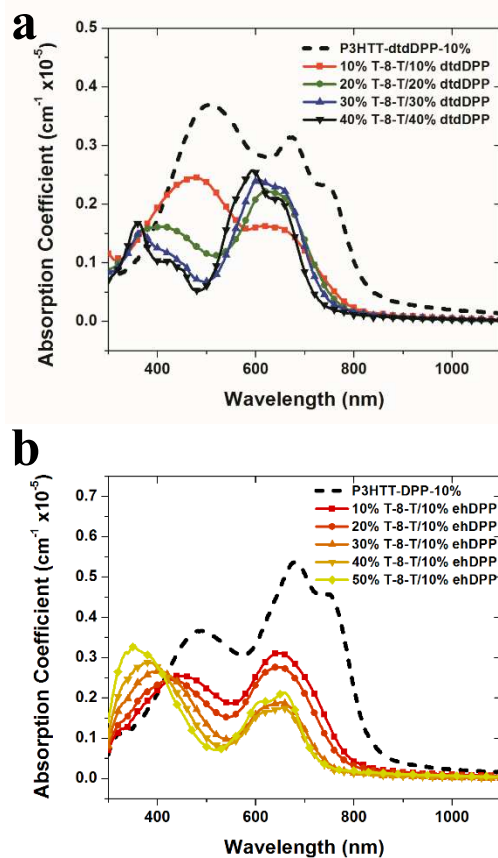 a
0.5
P3HTT-dtdDPP-10%
10% T-8-T/10% dtdDPP
0.4
20% T-8-T/20% dtdDPP
30% T-8-T/30% dtdDPP
40% T-8-T/40% dtdDPP
0.3
0.2
0.1
0.0
Absorption Coefficient (cm⁻¹ x10⁻⁵)
400 600 800 1000
Wavelength (nm)
b
0.7
P3HTT-DPP-10%
10% T-8-T/10% ehDPP
0.6
20% T-8-T/10% ehDPP
30% T-8-T/10% ehDPP
40% T-8-T/10% ehDPP
0.5
50% T-8-T/10% ehDPP
0.4
0.3
0.2
0.1
0.0
Absorption Coefficient (cm⁻¹ x10⁻⁵)
400 600 800 1000
Wavelength (nm)